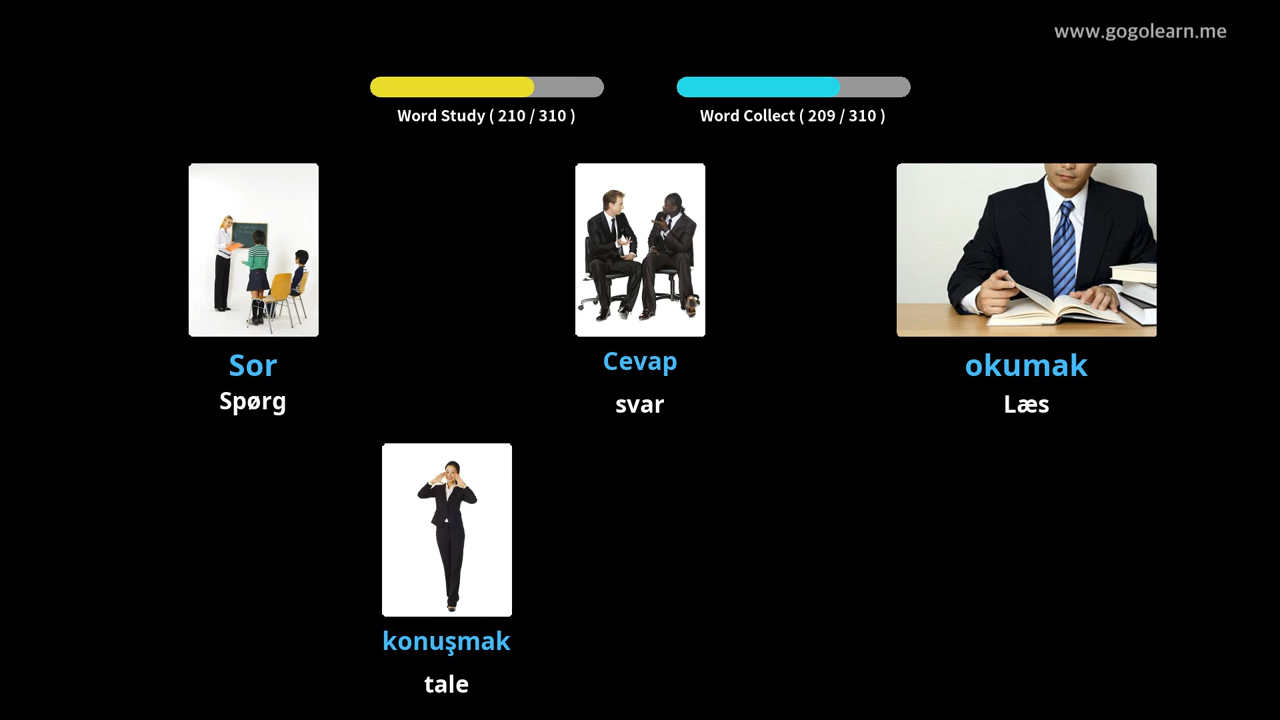 www.gogolearn.me
Word Study ( 210 / 310 )
Word Collect ( 209 / 310 )
Sor
Spørg
Cevap
svar
okumak
Læs
konuşmak
tale